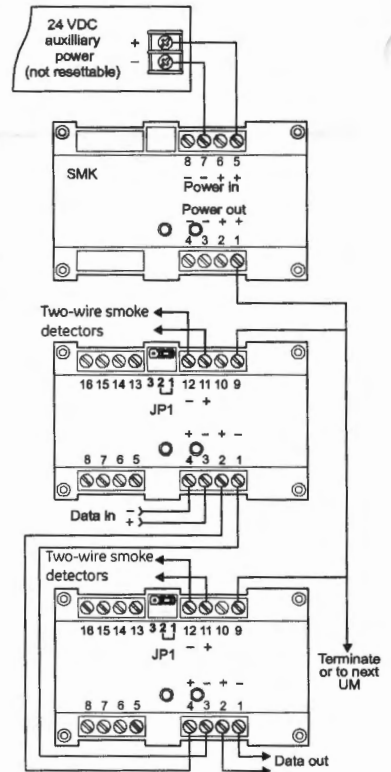 24 VDC
auxilliary
power
(not resettable)
+
−
8 7 6 5
SMK
− − + +
Power in
Power out
− − + +
4 3 2 1
Two-wire smoke
detectors
16 15 14 13 3 2 1 12 11 10 9
JP1
− +
+ − + −
8 7 6 5 4 3 2 1
Data in − +
Two-wire smoke
detectors
16 15 14 13 3 2 1 12 11 10 9
JP1
− +
Terminate
or to next
UM
+ − + −
8 7 6 5 4 3 2 1
Data out